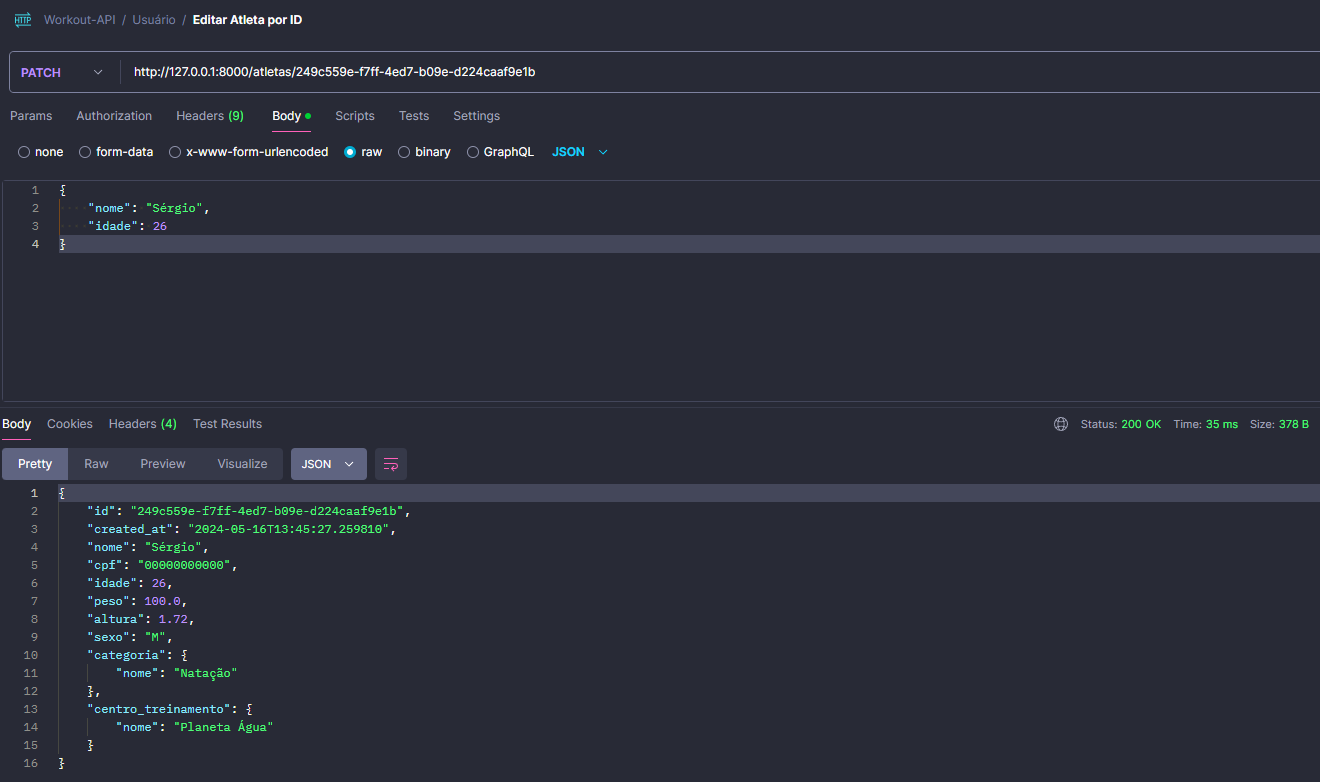 HTTP Workout-API / Usuário / Editar Atleta por ID
PATCH http://127.0.0.1:8000/atletas/249c559e-f7ff-4ed7-b09e-d224caaf9e1b
Params Authorization Headers (9) Body Scripts Tests Settings
none form-data x-www-form-urlencoded raw binary GraphQL JSON
1 {
2 "nome": "Sérgio",
3 "idade": 26
4 }
Body Cookies Headers (4) Test Results Status: 200 OK Time: 35 ms Size: 378 B
Pretty Raw Preview Visualize JSON
1 {
2 "id": "249c559e-f7ff-4ed7-b09e-d224caaf9e1b",
3 "created_at": "2024-05-16T13:45:27.259810",
4 "nome": "Sérgio",
5 "cpf": "00000000000",
6 "idade": 26,
7 "peso": 100.0,
8 "altura": 1.72,
9 "sexo": "M",
10 "categoria": {
11 "nome": "Natação"
12 },
13 "centro_treinamento": {
14 "nome": "Planeta Água"
15 }
16 }